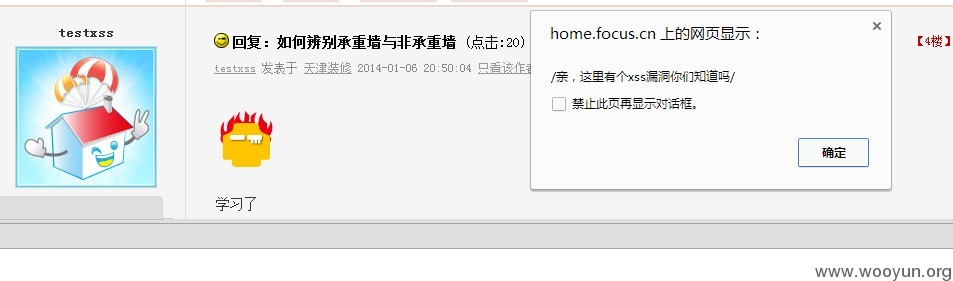 testxss
回复：如何辨别承重墙与非承重墙 (点击:20)
testxss 发表于 天津装修 2014-01-06 20:50:04 只看该作者
学习了
home.focus.cn 上的网页显示：
/亲，这里有个xss漏洞你们知道吗/
禁止此页再显示对话框。
确定
【4楼】
www.wooyun.org